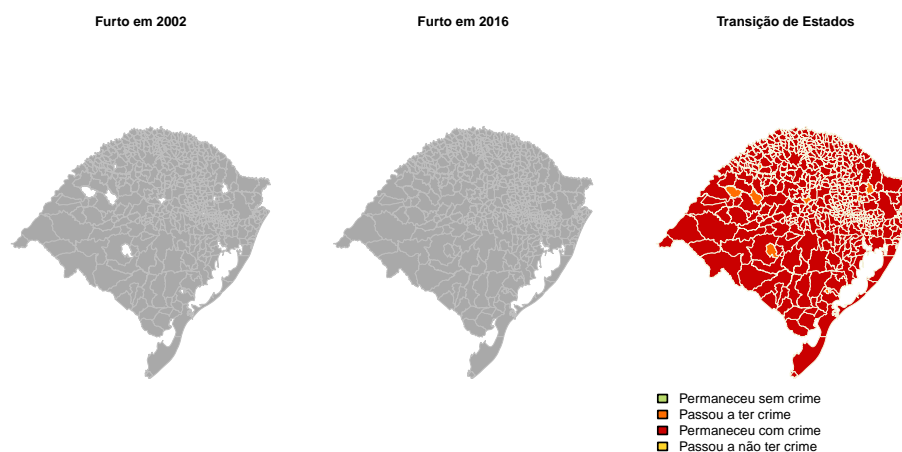 Furto em 2002
Furto em 2016
Transição de Estados
Permaneceu sem crime
Passou a ter crime
Permaneceu com crime
Passou a não ter crime